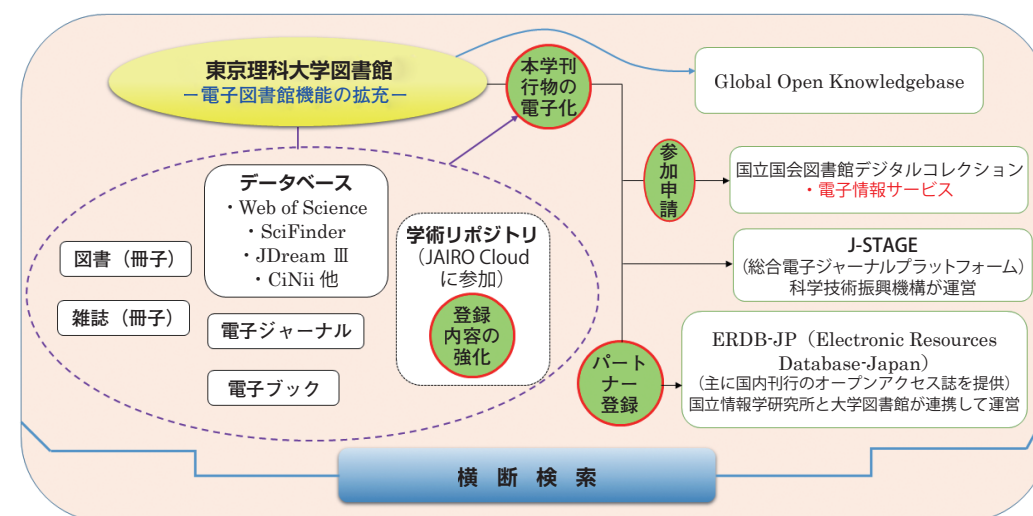 東京理科大学図書館
－電子図書館機能の拡充－
本学刊
行物の
電子化
Global Open Knowledgebase
参
加
申
請
国立国会図書館デジタルコレクション
・電子情報サービス
データベース
・Web of Science
・SciFinder
・JDream Ⅲ
・CiNii 他
図書（冊子）
雑誌（冊子）
電子ジャーナル
電子ブック
学術リポジトリ
(JAIRO Cloud
に参加）
登録
内容の
強化
J-STAGE
（総合電子ジャーナルプラットフォーム）
科学技術振興機構が運営
パート
ナー
登録
ERDB-JP（Electronic Resources
Database-Japan）
（主に国内刊行のオープンアクセス誌を提供）
国立情報学研究所と大学図書館が連携して運営
横 断 検 索